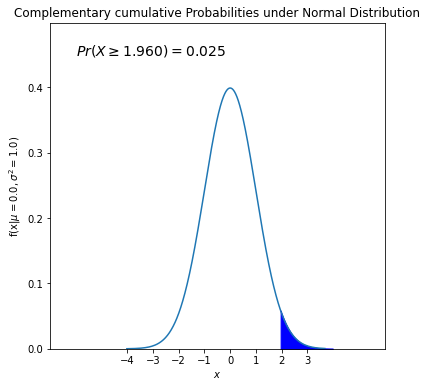 Complementary cumulative Probabilities under Normal Distribution
Pr(X ≥ 1.960) = 0.025
f(x|μ = 0.0, σ² = 1.0)
0.4
0.3
0.2
0.1
0.0
−4 −3 −2 −1 0 1 2 3
x